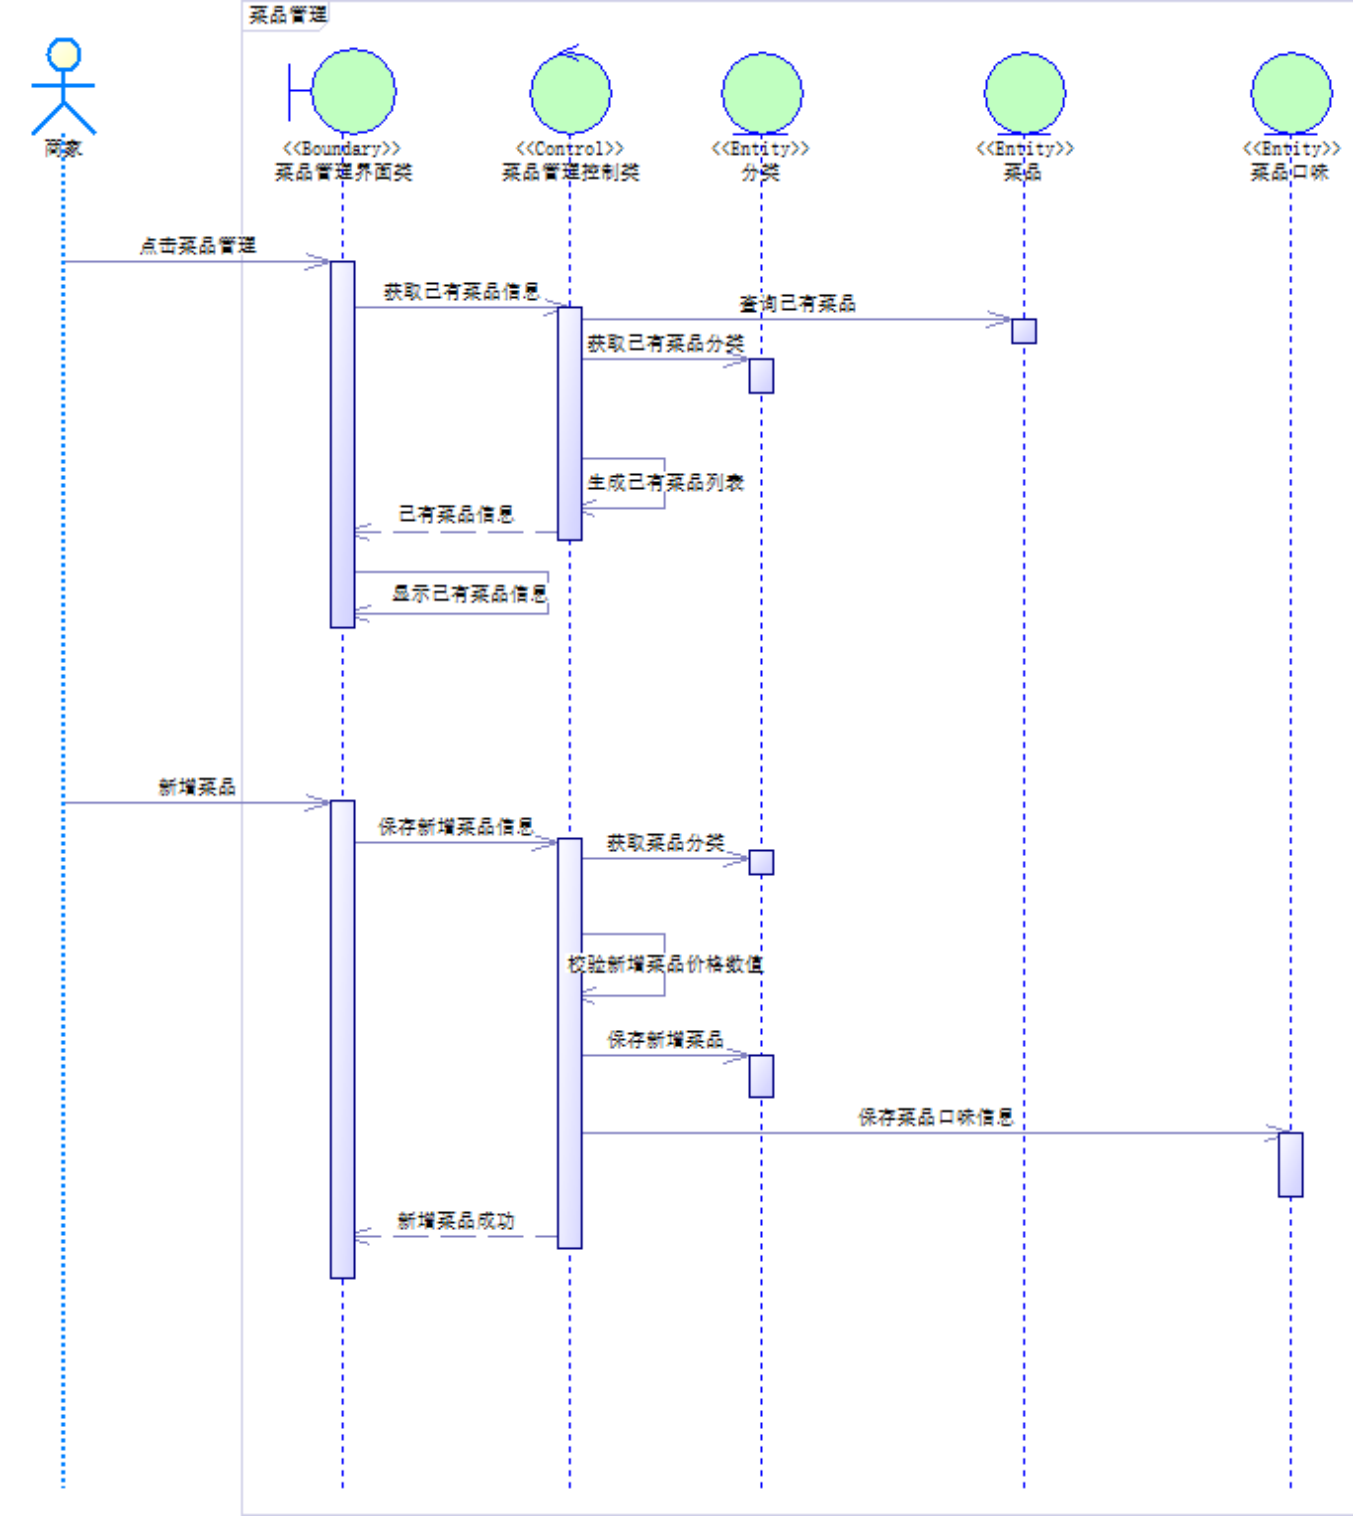 菜品管理
商家
<<Boundary>>
菜品管理界面类
<<Control>>
菜品管理控制类
<<Entity>>
分类
<<Entity>>
菜品
<<Entity>>
菜品口味
点击菜品管理
获取已有菜品信息
查询已有菜品
获取已有菜品分类
生成已有菜品列表
已有菜品信息
显示已有菜品信息
新增菜品
保存新增菜品信息
获取菜品分类
校验新增菜品价格数值
保存新增菜品
保存菜品口味信息
新增菜品成功